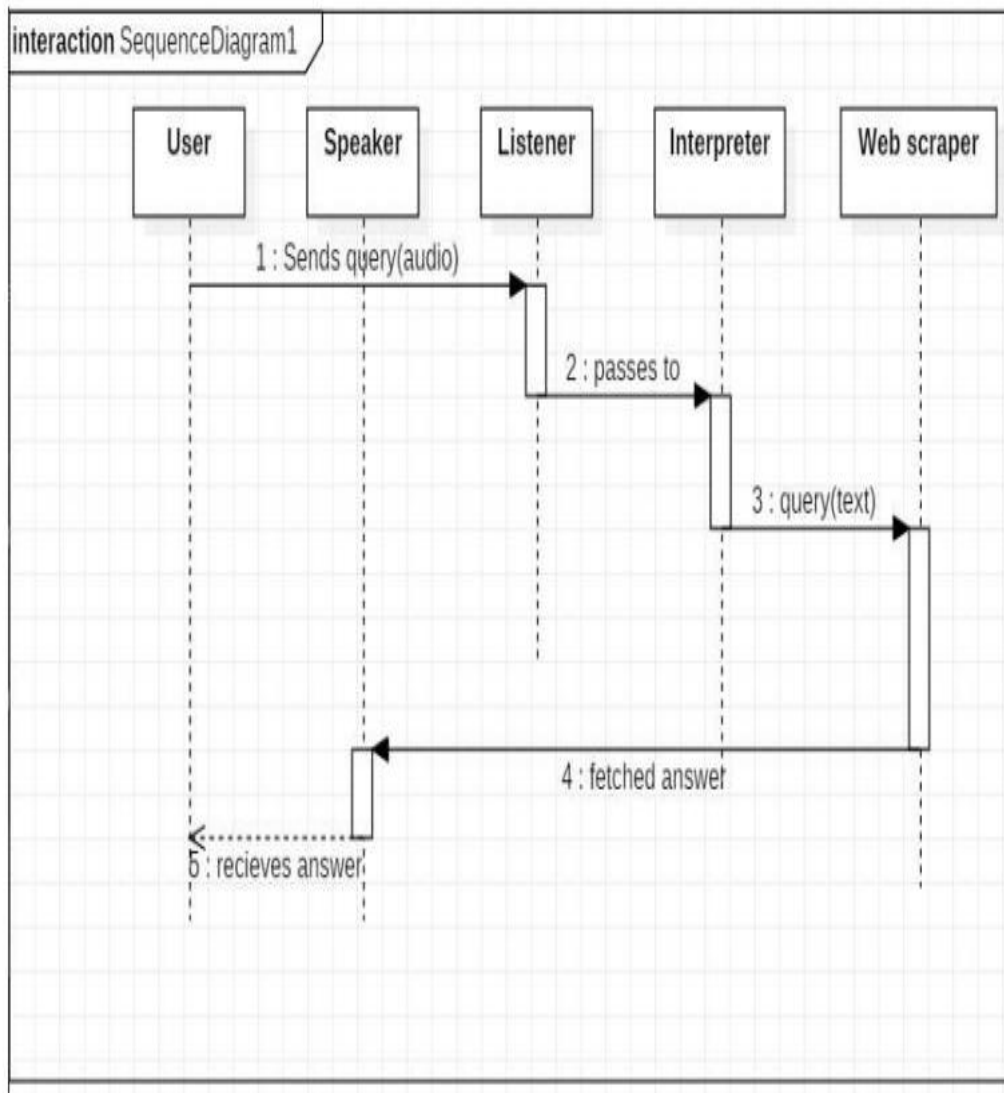 interaction SequenceDiagram1
User
Speaker
Listener
Interpreter
Web scraper
1 : Sends query(audio)
2 : passes to
3 : query(text)
4 : fetched answer
5 : recieves answer